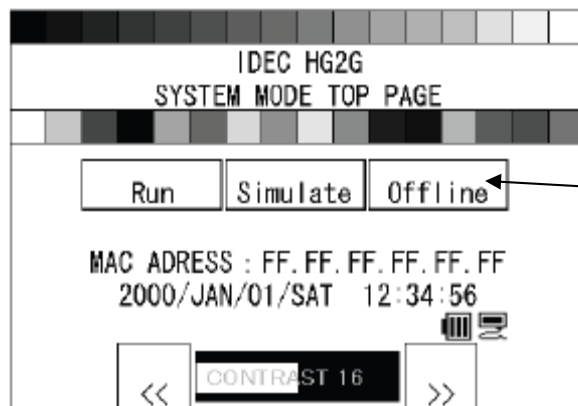 IDEC HG2G
SYSTEM MODE TOP PAGE
Run Simulate Offline
MAC ADRESS : FF. FF. FF. FF. FF. FF
2000/JAN/01/SAT 12:34:56
<< CONTRAST 16 >>